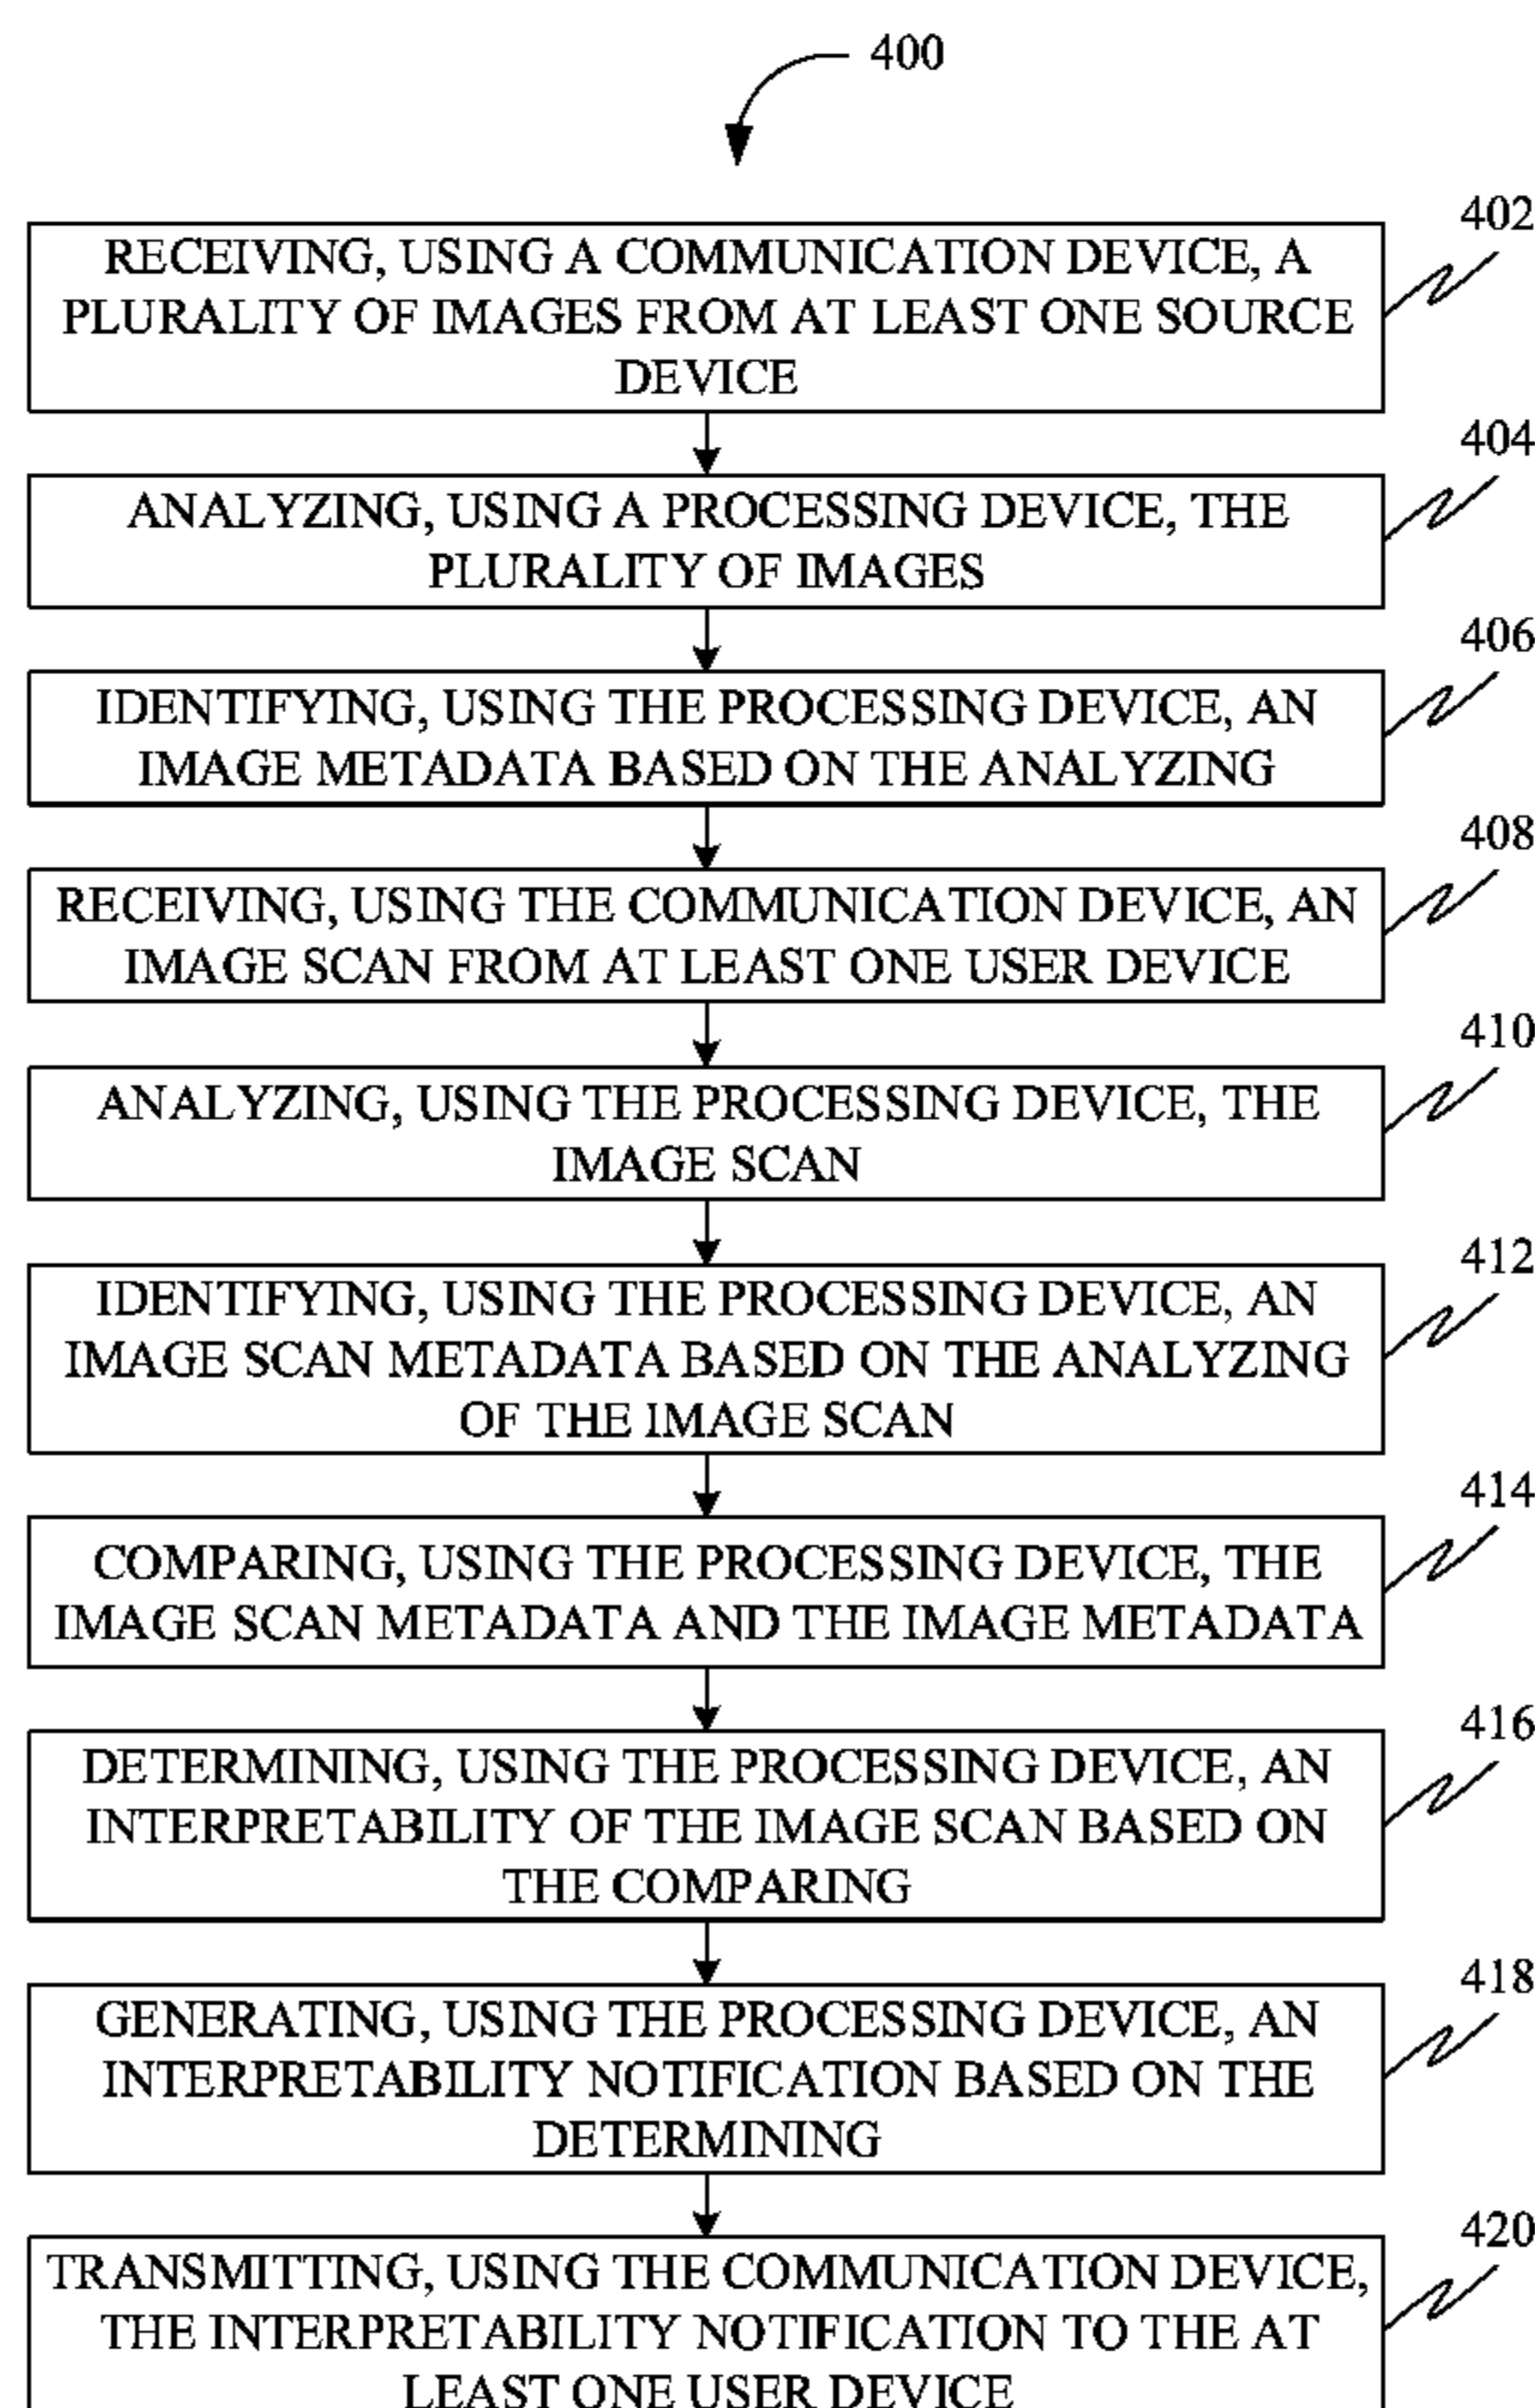 400
402
RECEIVING, USING A COMMUNICATION DEVICE, A
PLURALITY OF IMAGES FROM AT LEAST ONE SOURCE
DEVICE
404
ANALYZING, USING A PROCESSING DEVICE, THE
PLURALITY OF IMAGES
406
IDENTIFYING, USING THE PROCESSING DEVICE, AN
IMAGE METADATA BASED ON THE ANALYZING
408
RECEIVING, USING THE COMMUNICATION DEVICE, AN
IMAGE SCAN FROM AT LEAST ONE USER DEVICE
410
ANALYZING, USING THE PROCESSING DEVICE, THE
IMAGE SCAN
412
IDENTIFYING, USING THE PROCESSING DEVICE, AN
IMAGE SCAN METADATA BASED ON THE ANALYZING
OF THE IMAGE SCAN
414
COMPARING, USING THE PROCESSING DEVICE, THE
IMAGE SCAN METADATA AND THE IMAGE METADATA
416
DETERMINING, USING THE PROCESSING DEVICE, AN
INTERPRETABILITY OF THE IMAGE SCAN BASED ON
THE COMPARING
418
GENERATING, USING THE PROCESSING DEVICE, AN
INTERPRETABILITY NOTIFICATION BASED ON THE
DETERMINING
420
TRANSMITTING, USING THE COMMUNICATION DEVICE,
THE INTERPRETABILITY NOTIFICATION TO THE AT
LEAST ONE USER DEVICE